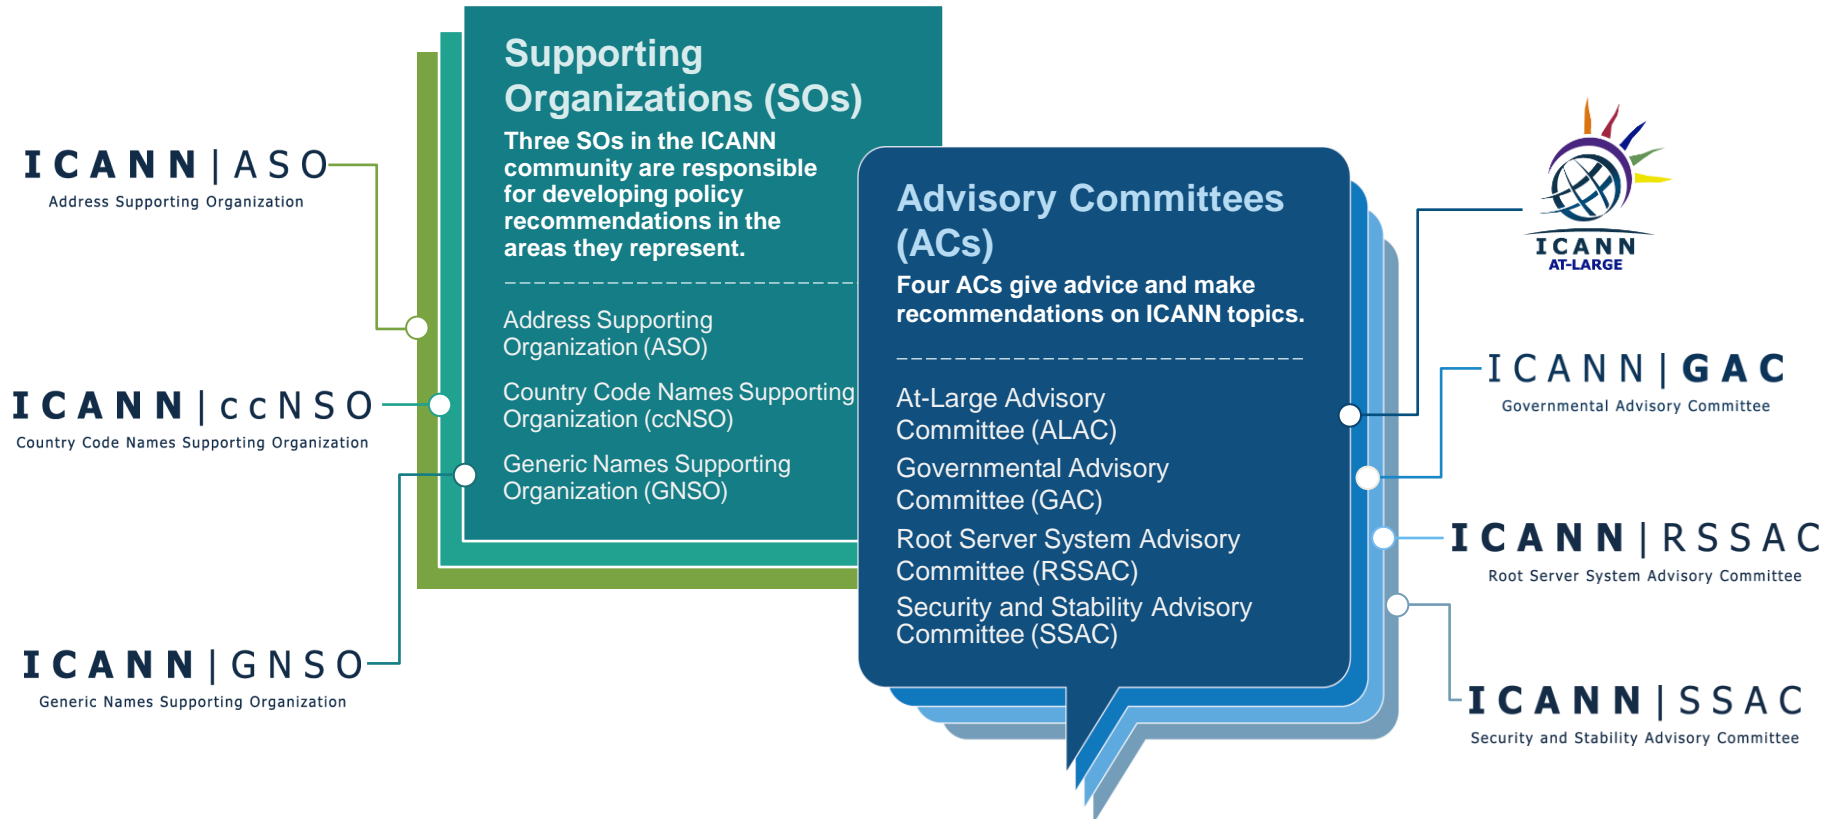 Supporting
Organizations (SOs)
Three SOs in the ICANN
community are responsible
for developing policy
recommendations in the
areas they represent.
Address Supporting
Organization (ASO)
Country Code Names Supporting
Organization (ccNSO)
Generic Names Supporting
Organization (GNSO)
Advisory Committees
(ACs)
Four ACs give advice and make
recommendations on ICANN topics.
At-Large Advisory
Committee (ALAC)
Governmental Advisory
Committee (GAC)
Root Server System Advisory
Committee (RSSAC)
Security and Stability Advisory
Committee (SSAC)
ICANN|ASO
Address Supporting Organization
ICANN|ccNSO
Country Code Names Supporting Organization
ICANN|GNSO
Generic Names Supporting Organization
ICANN
AT-LARGE
ICANN|GAC
Governmental Advisory Committee
ICANN|RSSAC
Root Server System Advisory Committee
ICANN|SSAC
Security and Stability Advisory Committee